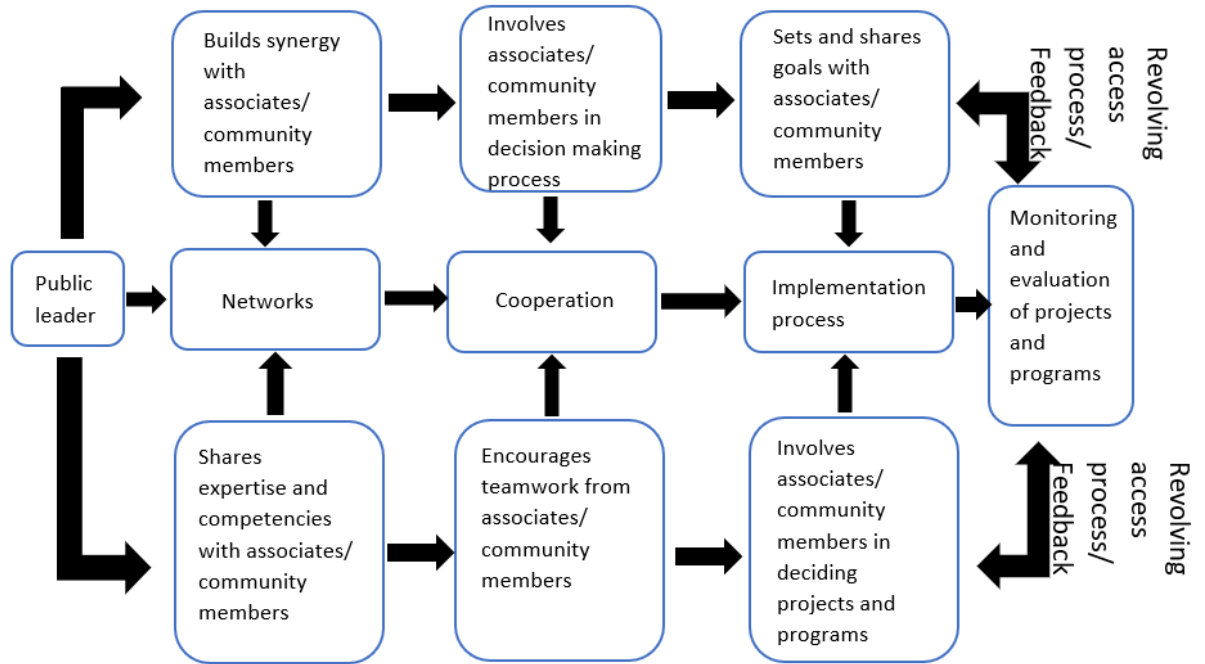 Builds synergy
with
associates/
community
members
Involves
associates/
community
members in
decision making
process
Sets and shares
goals with
associates/
community
members
Revolving
access
process/
Feedback
Public
leader
Networks
Cooperation
Implementation
process
Monitoring
and
evaluation
of projects
and
programs
Shares
expertise and
competencies
with associates/
community
members
Encourages
teamwork from
associates/
community
members
Involves
associates/
community
members in
deciding
projects and
programs
Revolving
access
process/
Feedback